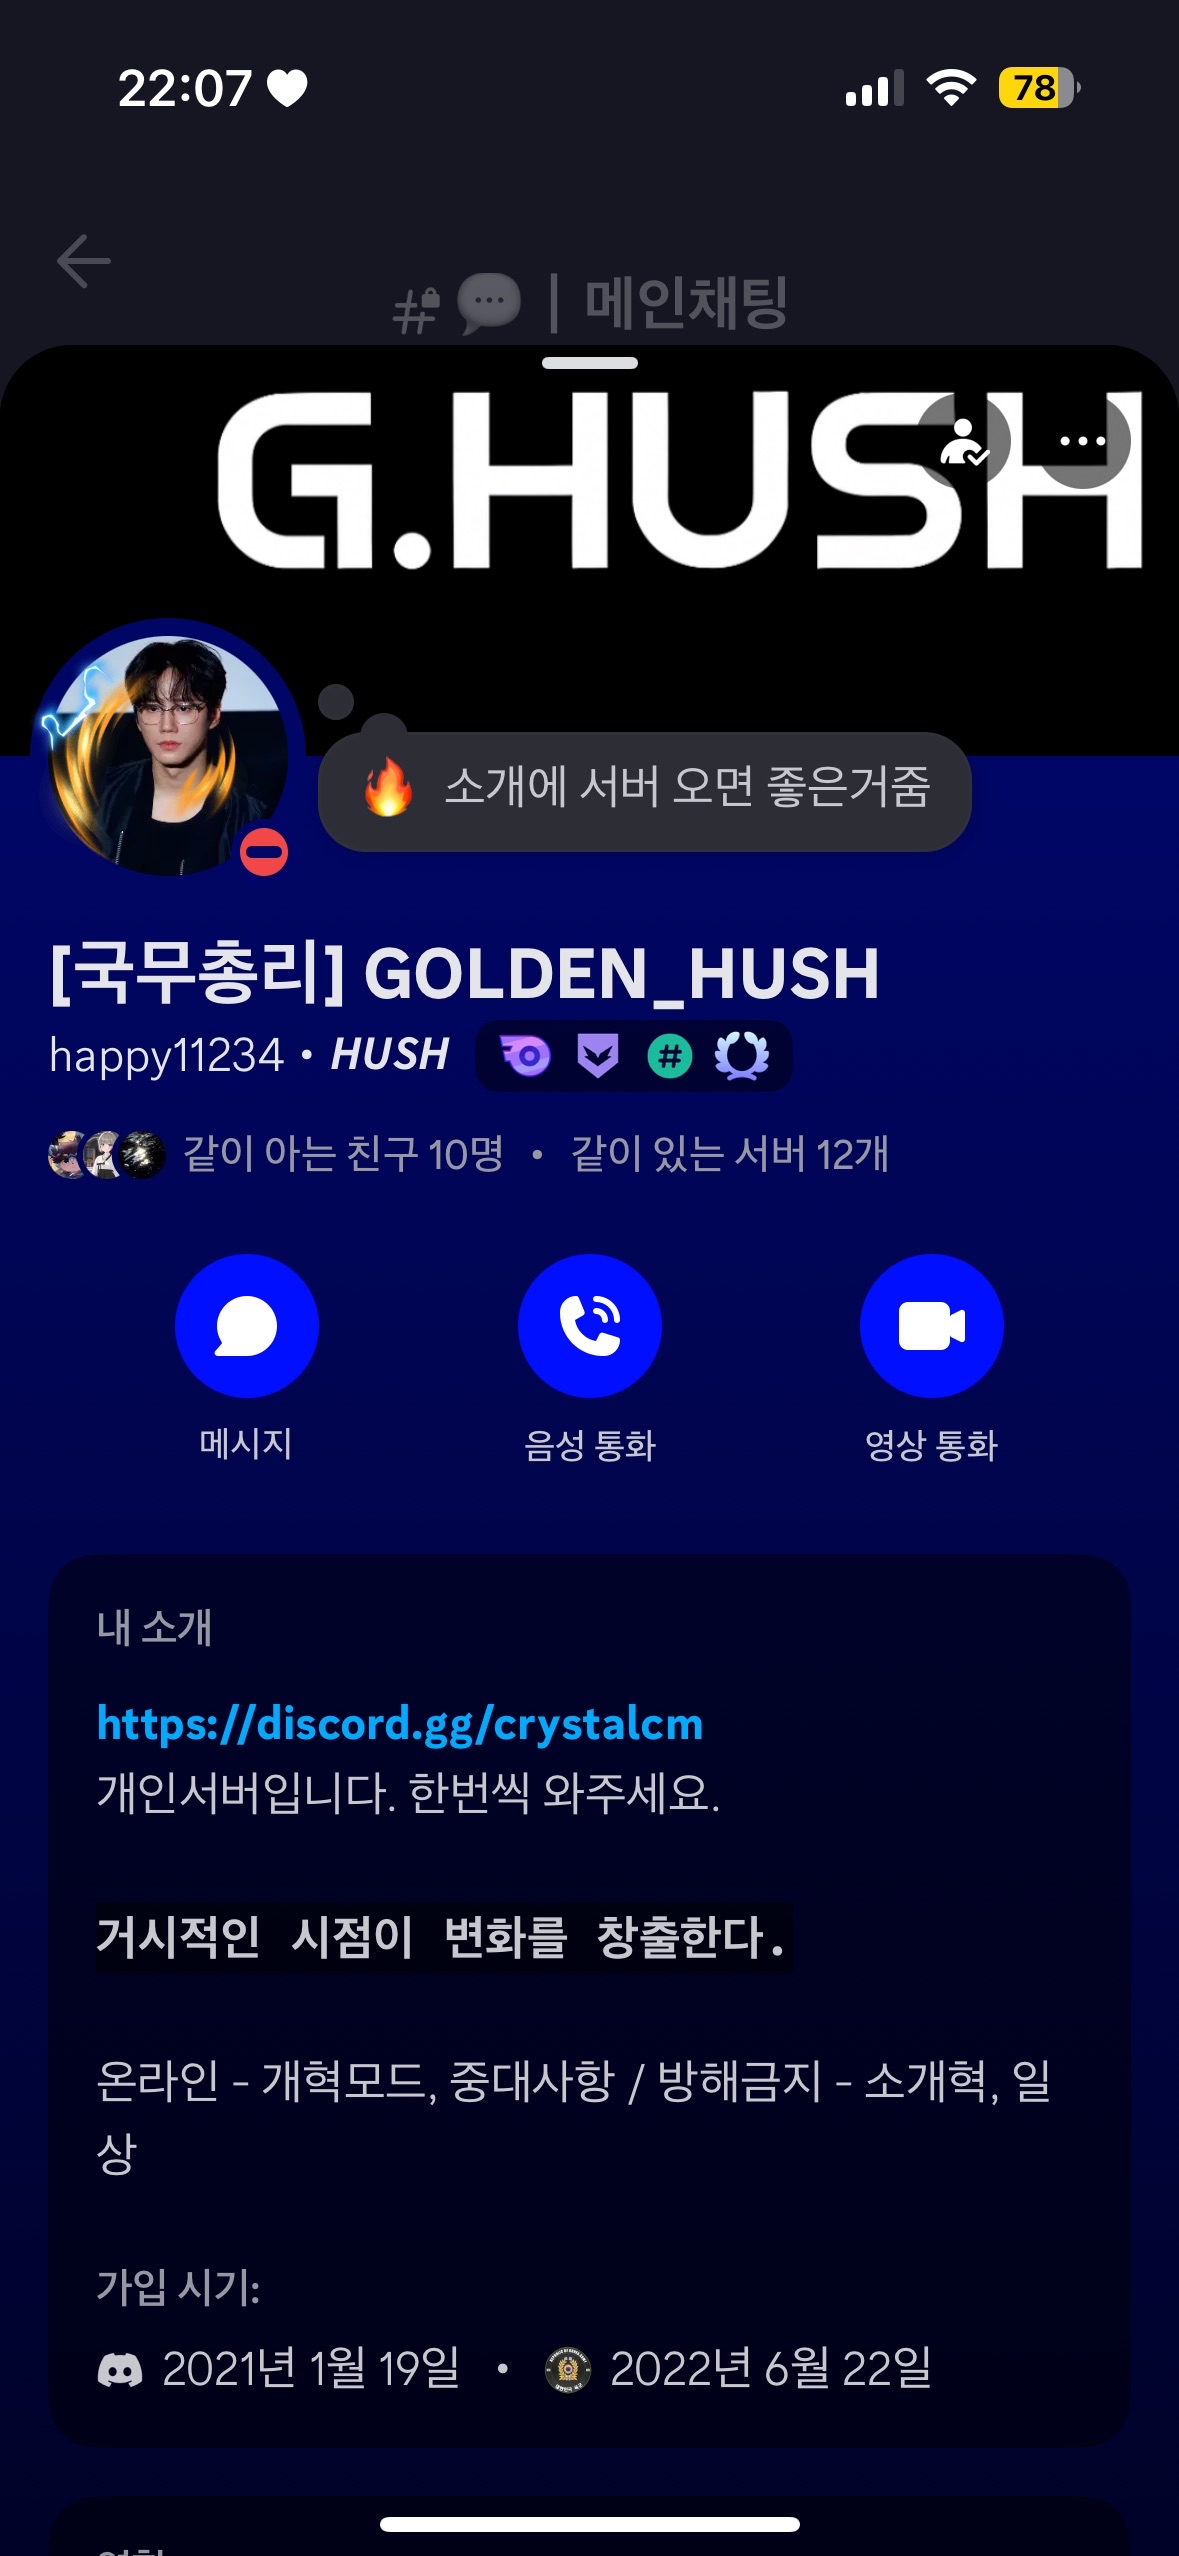 22:07
78
메인채팅
G.HUSH
소개에 서버 오면 좋은거줌
[국무총리] GOLDEN_HUSH
happy11234 • HUSH
같이 아는 친구 10명 • 같이 있는 서버 12개
메시지 음성 통화 영상 통화
내 소개
https://discord.gg/crystalcm
개인서버입니다. 한번씩 와주세요.
거시적인 시점이 변화를 창출한다.
온라인 - 개혁모드, 중대사항 / 방해금지 - 소개혁, 일
상
가입 시기:
2021년 1월 19일 • 2022년 6월 22일